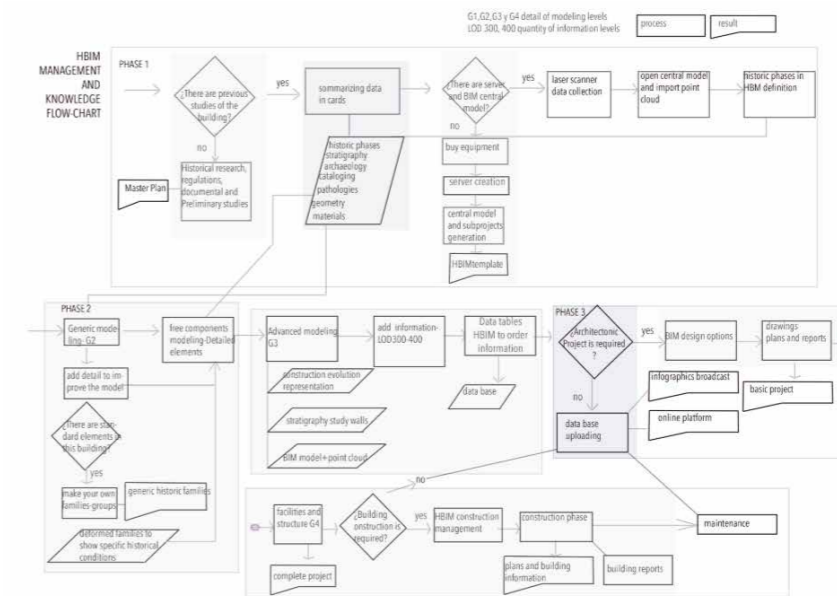 G1,G2,G3 y G4 detail of modeling levels
LOD 300, 400 quantity of information levels
process
result
HBIM
MANAGEMENT
AND
KNOWLEDGE
FLOW-CHART
PHASE 1
¿There are previous
studies of the
building?
yes
summarizing data
in cards
¿There are server
and BIM central
model?
yes
laser scanner
data collection
open central model
and import point
cloud
historic phases in
HBM definition
no
no
Master Plan
Historical research,
regulations,
documental and
Preliminary studies
historic phases
stratigraphy
archaeology
cataloging
pathologies
geometry
materials
buy equipment
server creation
central model
and subprojects
generation
HBIMtemplate
PHASE 2
Generic mode-
ling- G2
free components
modeling-Detailed
elements
Advanced modeling
G3
add information-
LOD300-400
Data tables
HBIM to order
information
PHASE 3
¿Architectonic
Project is required
?
yes
BIM design options
drawings
plans and reports
add detail to im-
prove the model
construction evolution
representation
data base
no
infographics broadcast
basic project
¿There are stan-
dard elements in
this building?
stratigraphy study walls
data base
uploading
online platform
yes
BIM model+point cloud
make your own
families-groups
generic historic families
no
deformed families to
show specific historical
conditions
facilities and
structure G4
¿Building
onstruction is
required?
yes
HBIM construction
management
construction phase
maintenance
complete project
plans and building
information
building reports